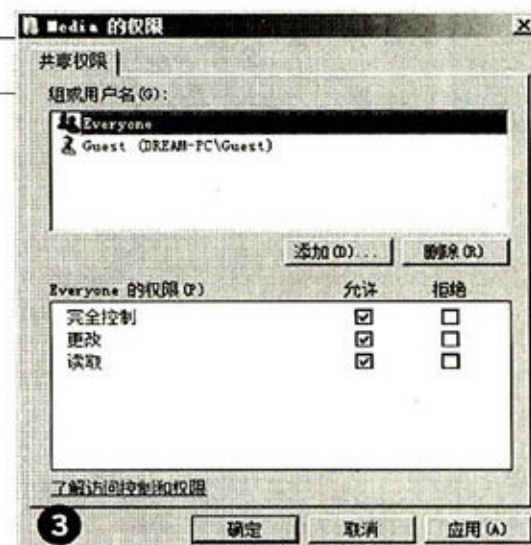 Media 的权限
共享权限
组或用户名(G):
Everyone
Guest (DREAM-PC\Guest)
添加(D)... 删除(R)
Everyone 的权限(P) 允许 拒绝
完全控制
更改
读取
了解访问控制和权限
3 确定 取消 应用(A)